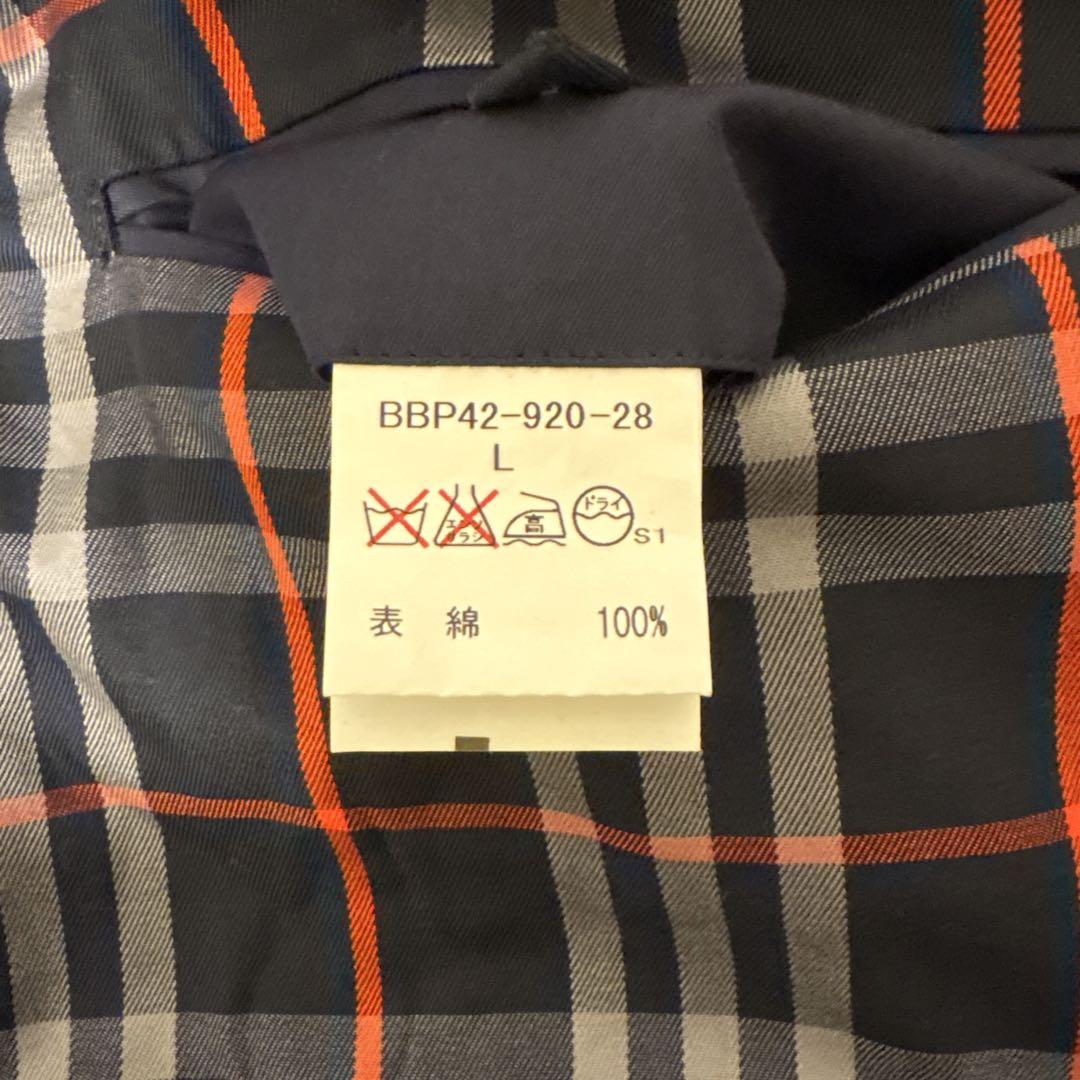 BBP42-920-28
L
エンソ
サラシ
高
ドライ
S1
表 綿 100%